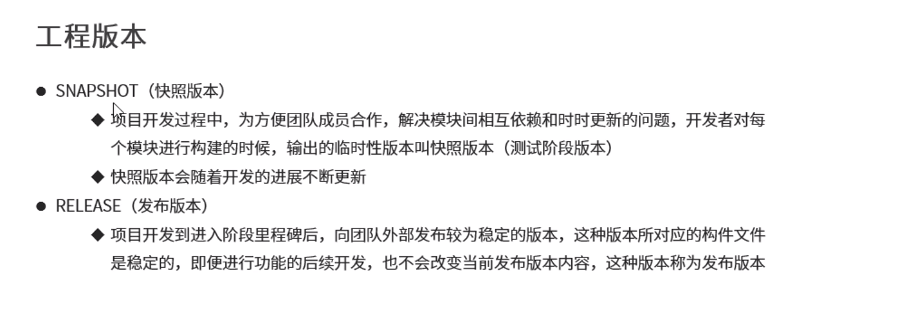 工程版本
● SNAPSHOT（快照版本）
◆ 项目开发过程中，为方便团队成员合作，解决模块间相互依赖和时时更新的问题，开发者对每
个模块进行构建的时候，输出的临时性版本叫快照版本（测试阶段版本）
◆ 快照版本会随着开发的进展不断更新
● RELEASE（发布版本）
◆ 项目开发到进入阶段里程碑后，向团队外部发布较为稳定的版本，这种版本所对应的构件文件
是稳定的，即便进行功能的后续开发，也不会改变当前发布版本内容，这种版本称为发布版本